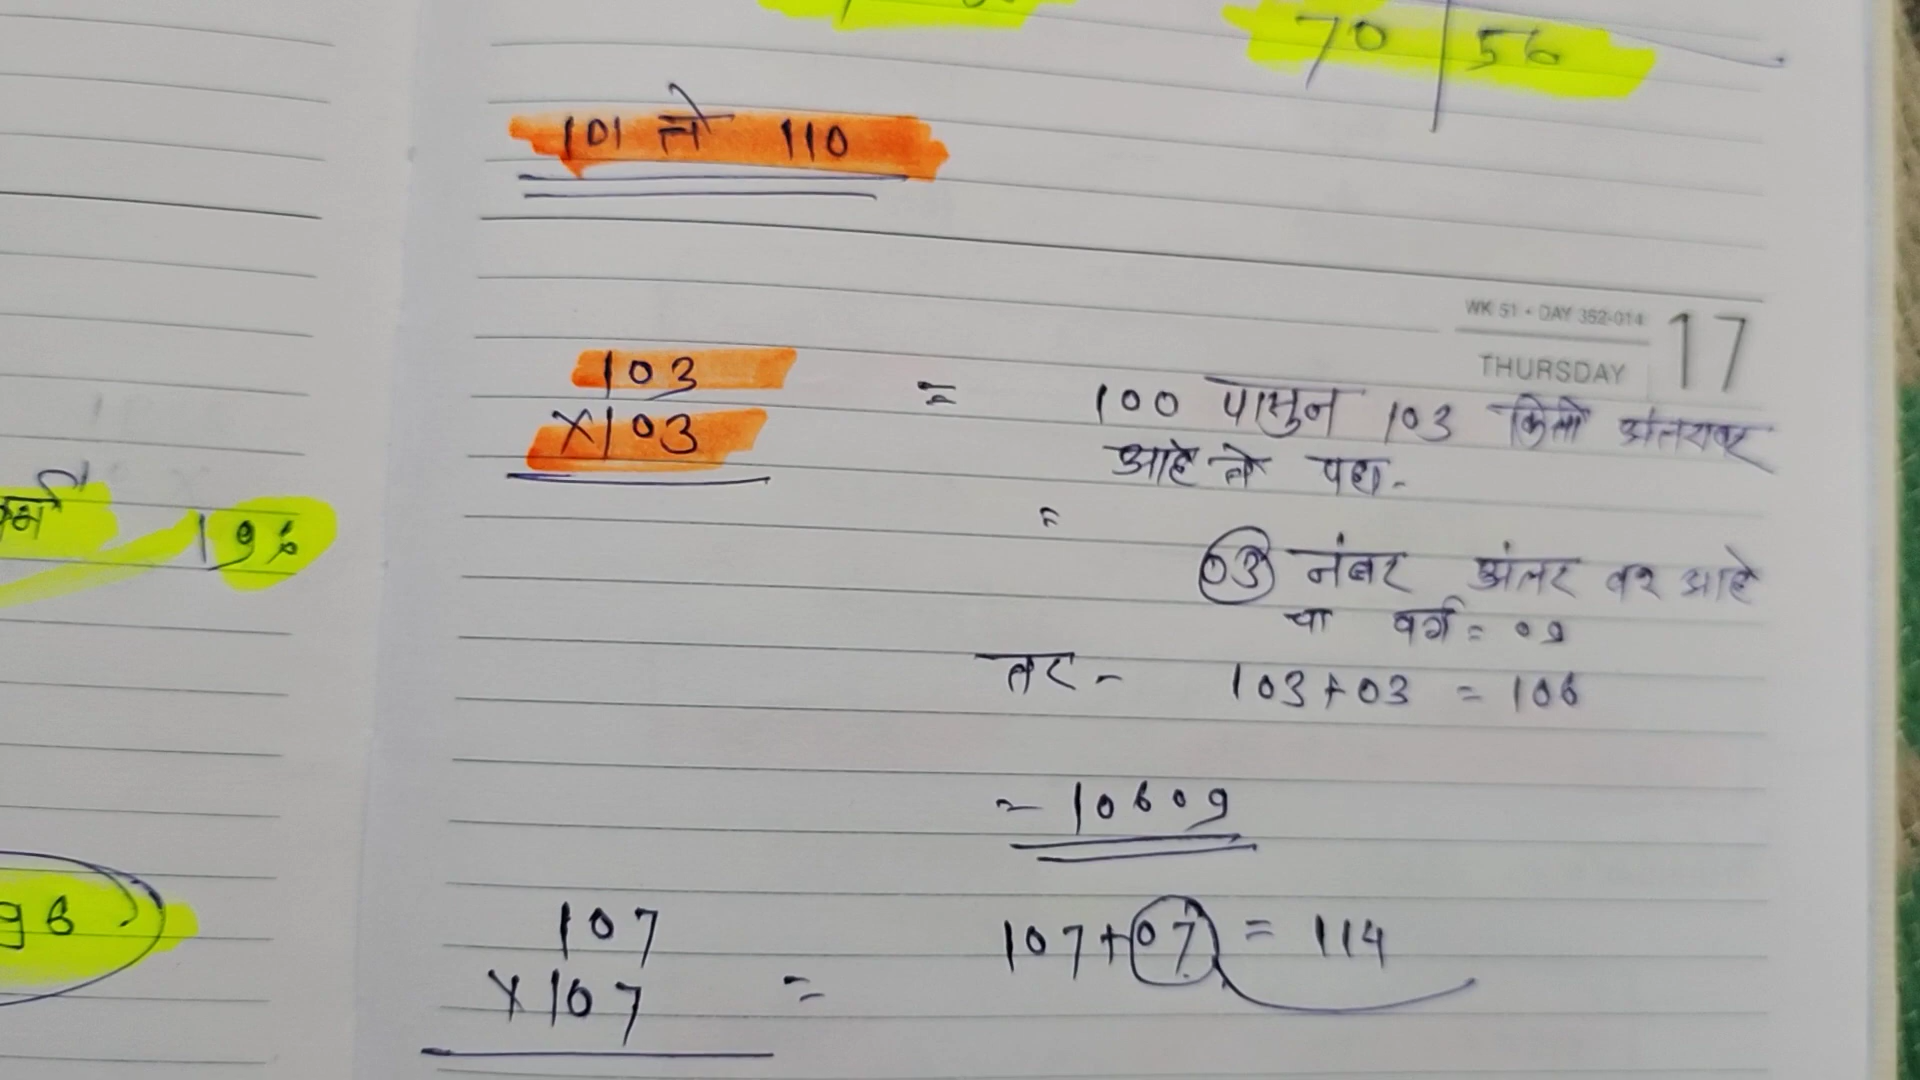 70 | 56
101 ते 110
WK 51 • DAY 352-014
17
THURSDAY
103
= 100 पासुन 103 किती अंतरावर
X103
आहे ते पहा-
=
03 नंबर अंतर वर आहे
चा वर्ग = 09
196
तर - 103+03 = 106
= 10609
96
107
107+07 = 114
X107 =